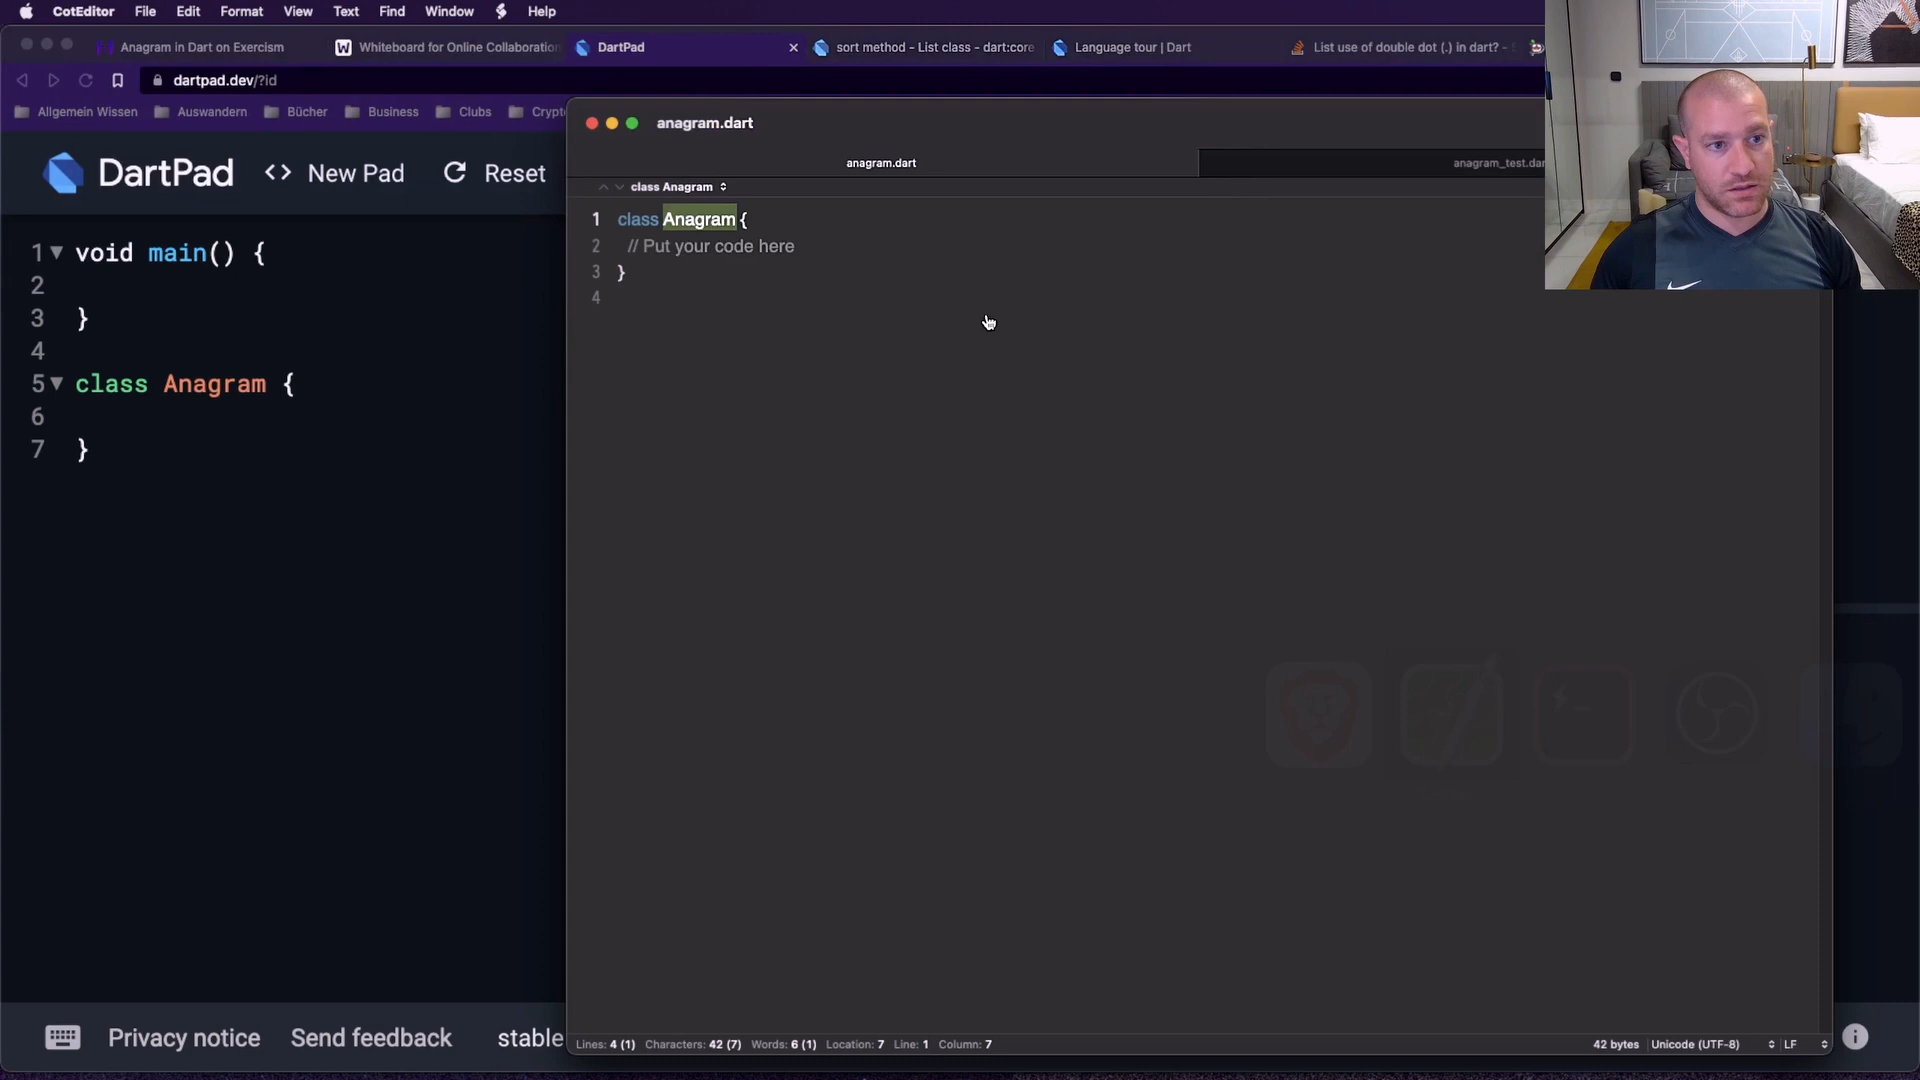 CotEditor File Edit Format View Text Find Window Help
Anagram in Dart on Exercism
Whiteboard for Online Collaboration
DartPad
sort method - List class - dart:core
Language tour | Dart
List use of double dot (.) in dart? -
dartpad.dev/?id
Allgemein Wissen Auswandern Bücher Business Clubs
DartPad <> New Pad Reset
1 void main() {
2
3 }
4
5 class Anagram {
6
7 }
anagram.dart
anagram.dart
class Anagram
1 class Anagram {
2 // Put your code here
3 }
4
Lines: 4 (1) Characters: 42 (7) Words: 6 (1) Location: 7 Line: 1 Column: 7
42 bytes Unicode (UTF-8) LF
Privacy notice Send feedback stable